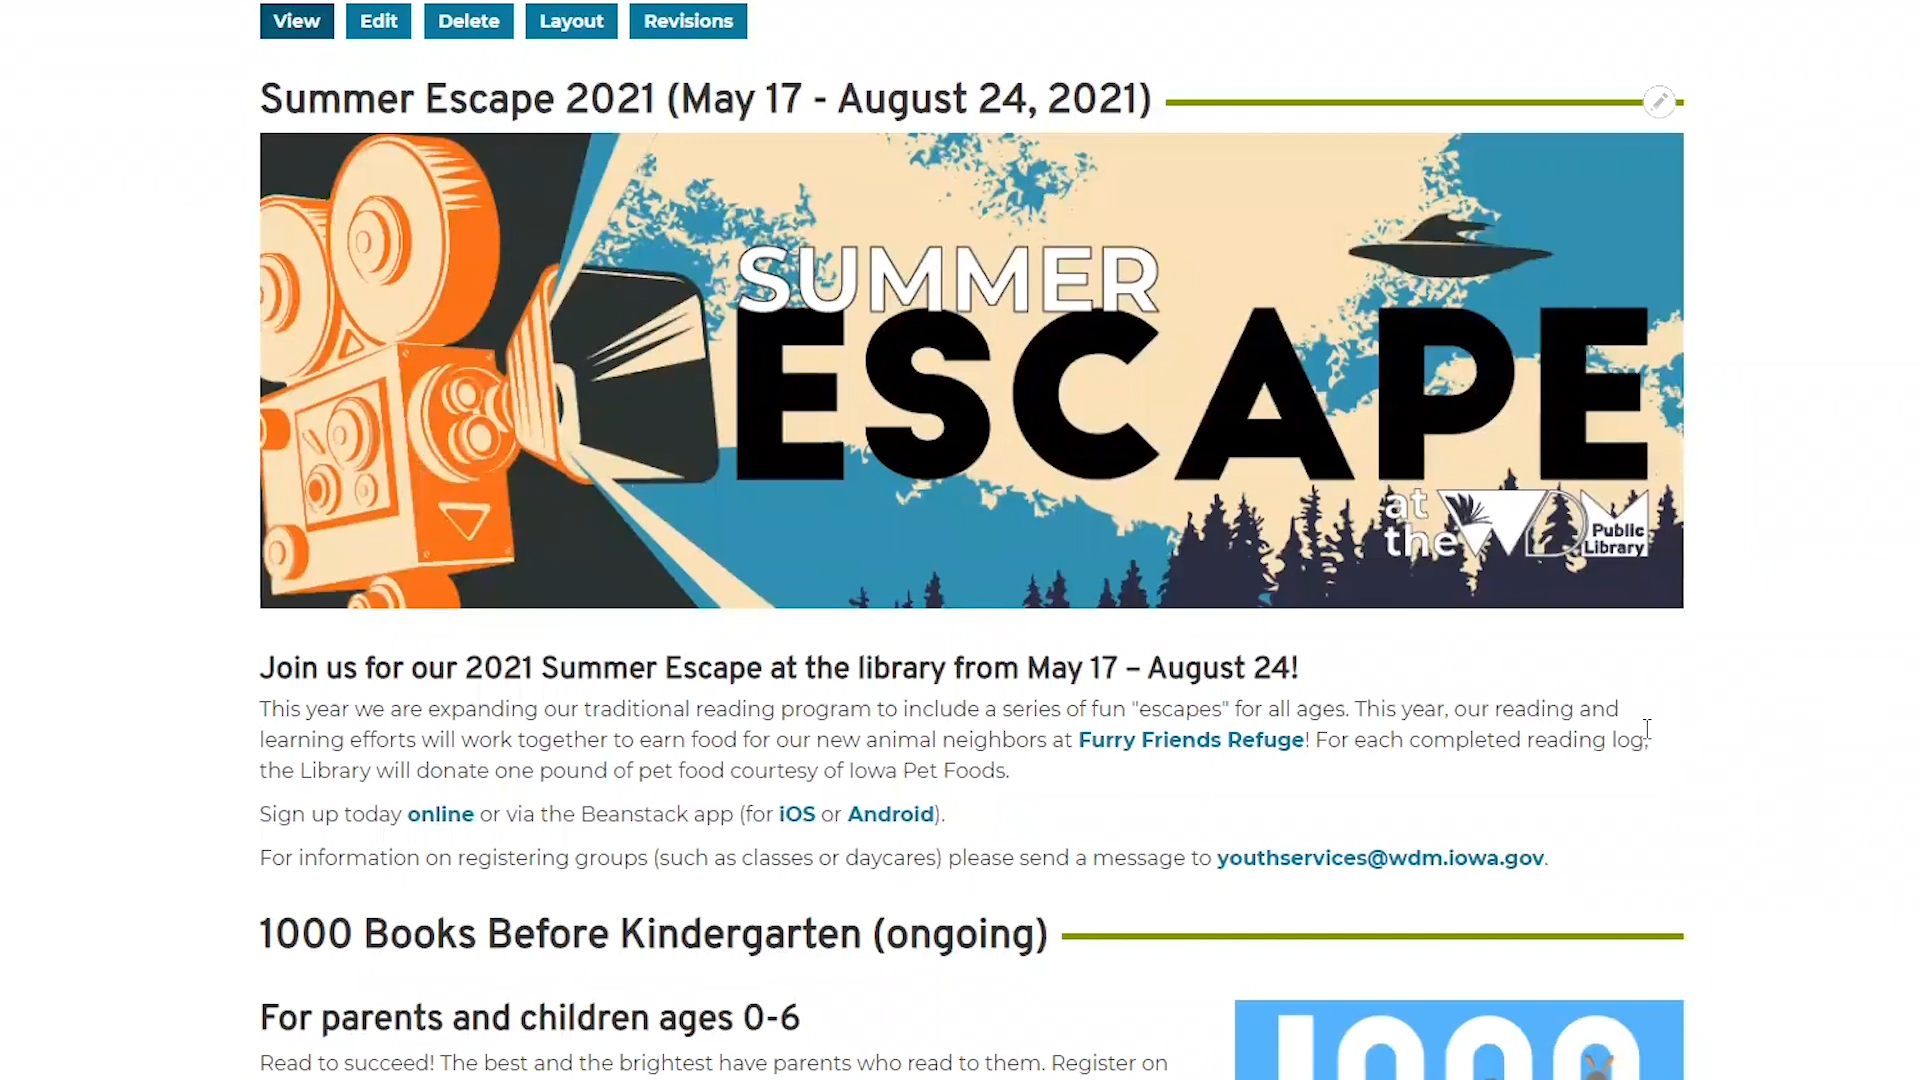 View Edit Delete Layout Revisions
Summer Escape 2021 (May 17 - August 24, 2021)
SUMMER
ESCAPE
at
the WDM
Public
Library
Join us for our 2021 Summer Escape at the library from May 17 – August 24!
This year we are expanding our traditional reading program to include a series of fun "escapes" for all ages. This year, our reading and
learning efforts will work together to earn food for our new animal neighbors at Furry Friends Refuge! For each completed reading log,
the Library will donate one pound of pet food courtesy of Iowa Pet Foods.
Sign up today online or via the Beanstack app (for iOS or Android).
For information on registering groups (such as classes or daycares) please send a message to youthservices@wdm.iowa.gov.
1000 Books Before Kindergarten (ongoing)
For parents and children ages 0-6
Read to succeed! The best and the brightest have parents who read to them. Register on
1000